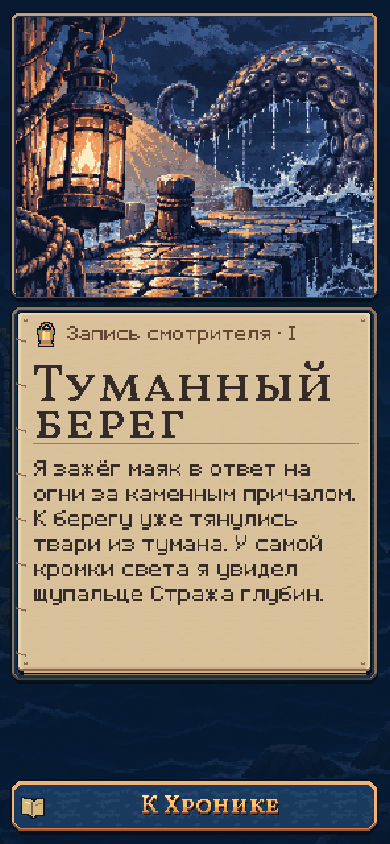 Запись смотрителя · I
Туманный
берег
Я зажёг маяк в ответ на
огни за каменным причалом.
К берегу уже тянулись
твари из тумана. У самой
кромки света я увидел
щупальце Стража глубин.
К Хронике